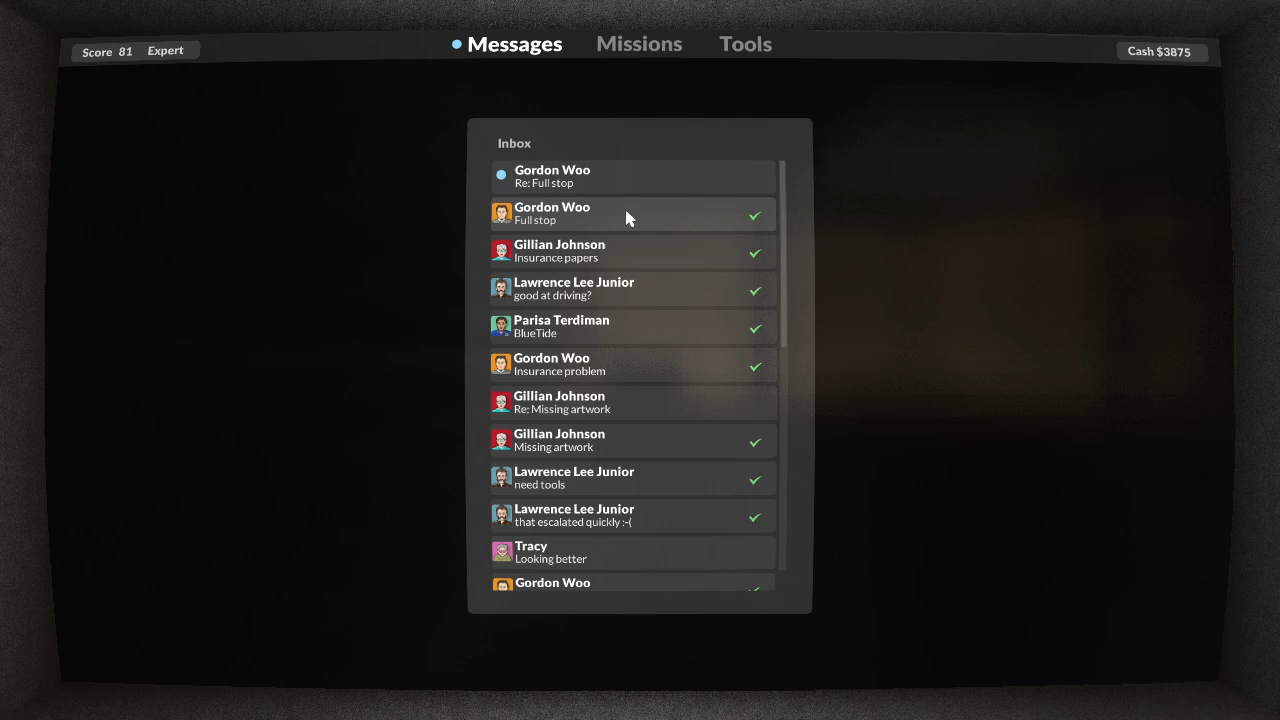 Score 81 Expert
Messages Missions Tools
Cash $3875
Inbox
Gordon Woo
Re: Full stop
Gordon Woo
Full stop
Gillian Johnson
Insurance papers
Lawrence Lee Junior
good at driving?
Parisa Terdiman
BlueTide
Gordon Woo
Insurance problem
Gillian Johnson
Re: Missing artwork
Gillian Johnson
Missing artwork
Lawrence Lee Junior
need tools
Lawrence Lee Junior
that escalated quickly :-(
Tracy
Looking better
Gordon Woo